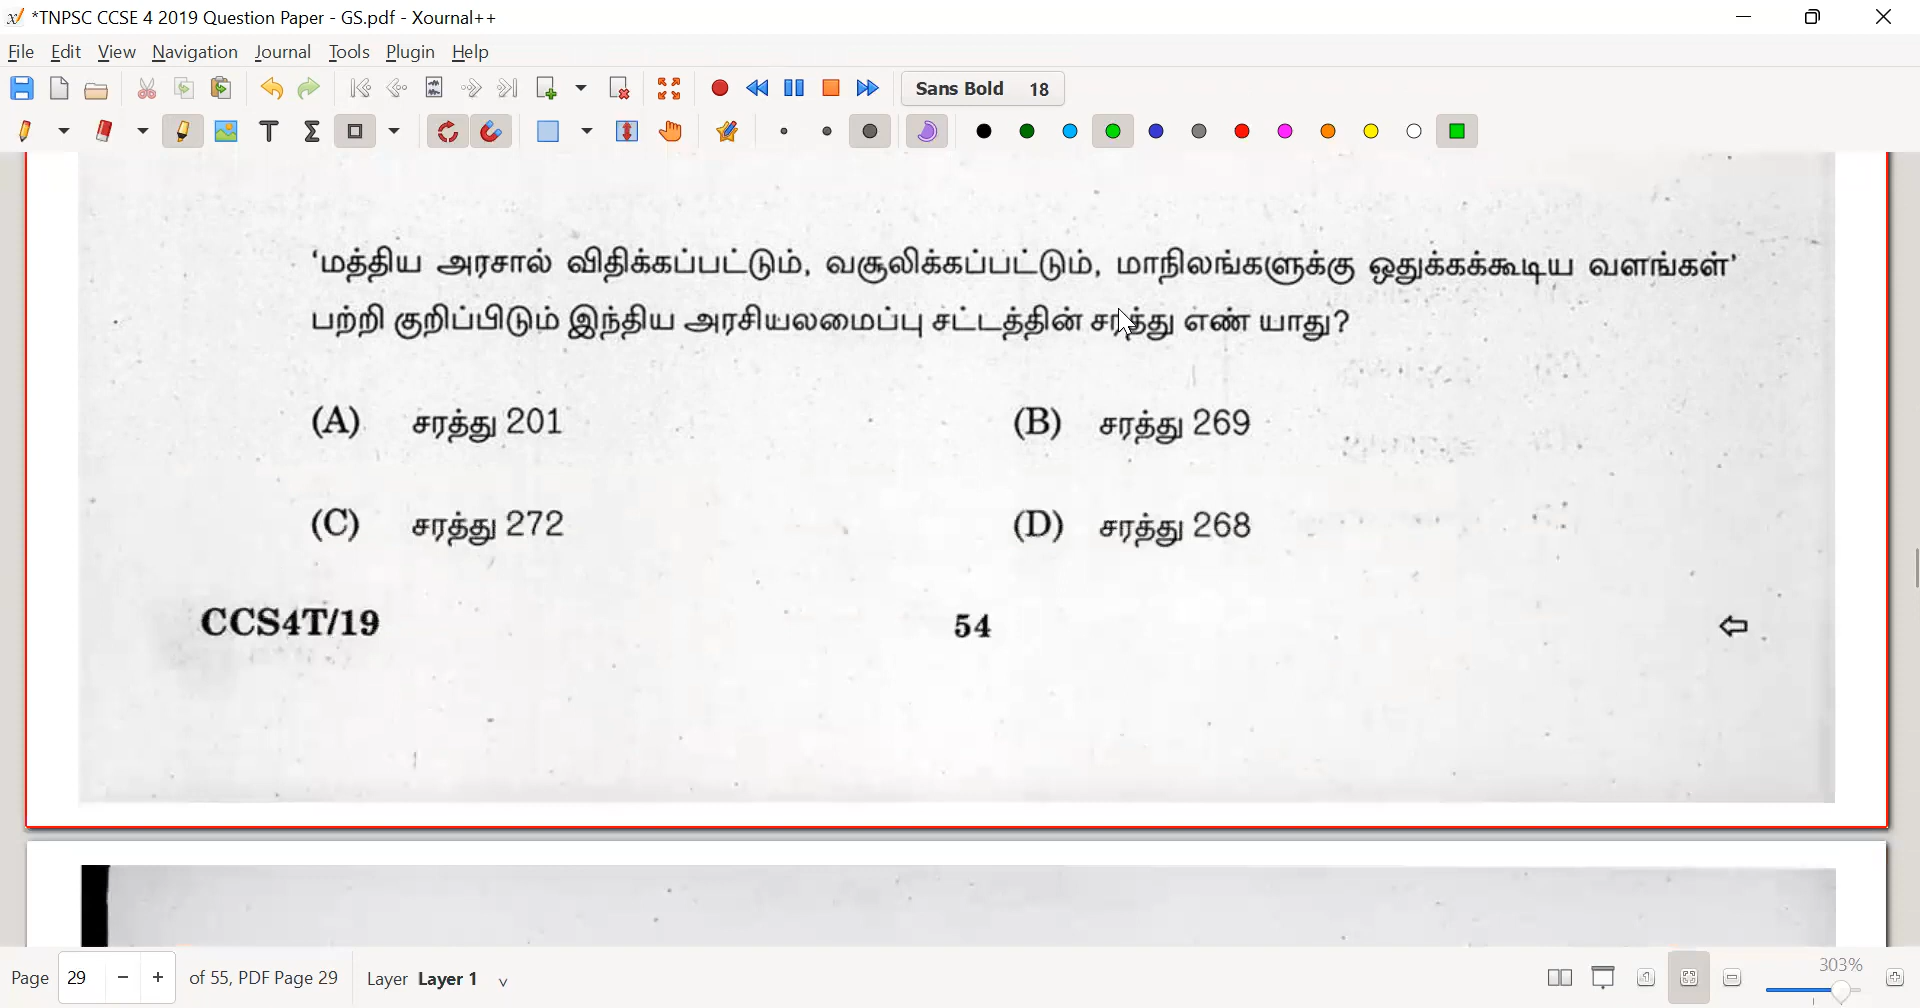 *TNPSC CCSE 4 2019 Question Paper - GS.pdf - Xournal++
File Edit View Navigation Journal Tools Plugin Help
Sans Bold 18
‘மத்திய அரசால் விதிக்கப்பட்டும், வசூலிக்கப்பட்டும், மாநிலங்களுக்கு ஒதுக்கக்கூடிய வளங்கள்’
பற்றி குறிப்பிடும் இந்திய அரசியலமைப்பு சட்டத்தின் சரத்து எண் யாது?
(A) சரத்து 201 (B) சரத்து 269
(C) சரத்து 272 (D) சரத்து 268
CCS4T/19 54
Page 29 of 55, PDF Page 29 Layer Layer 1 303%